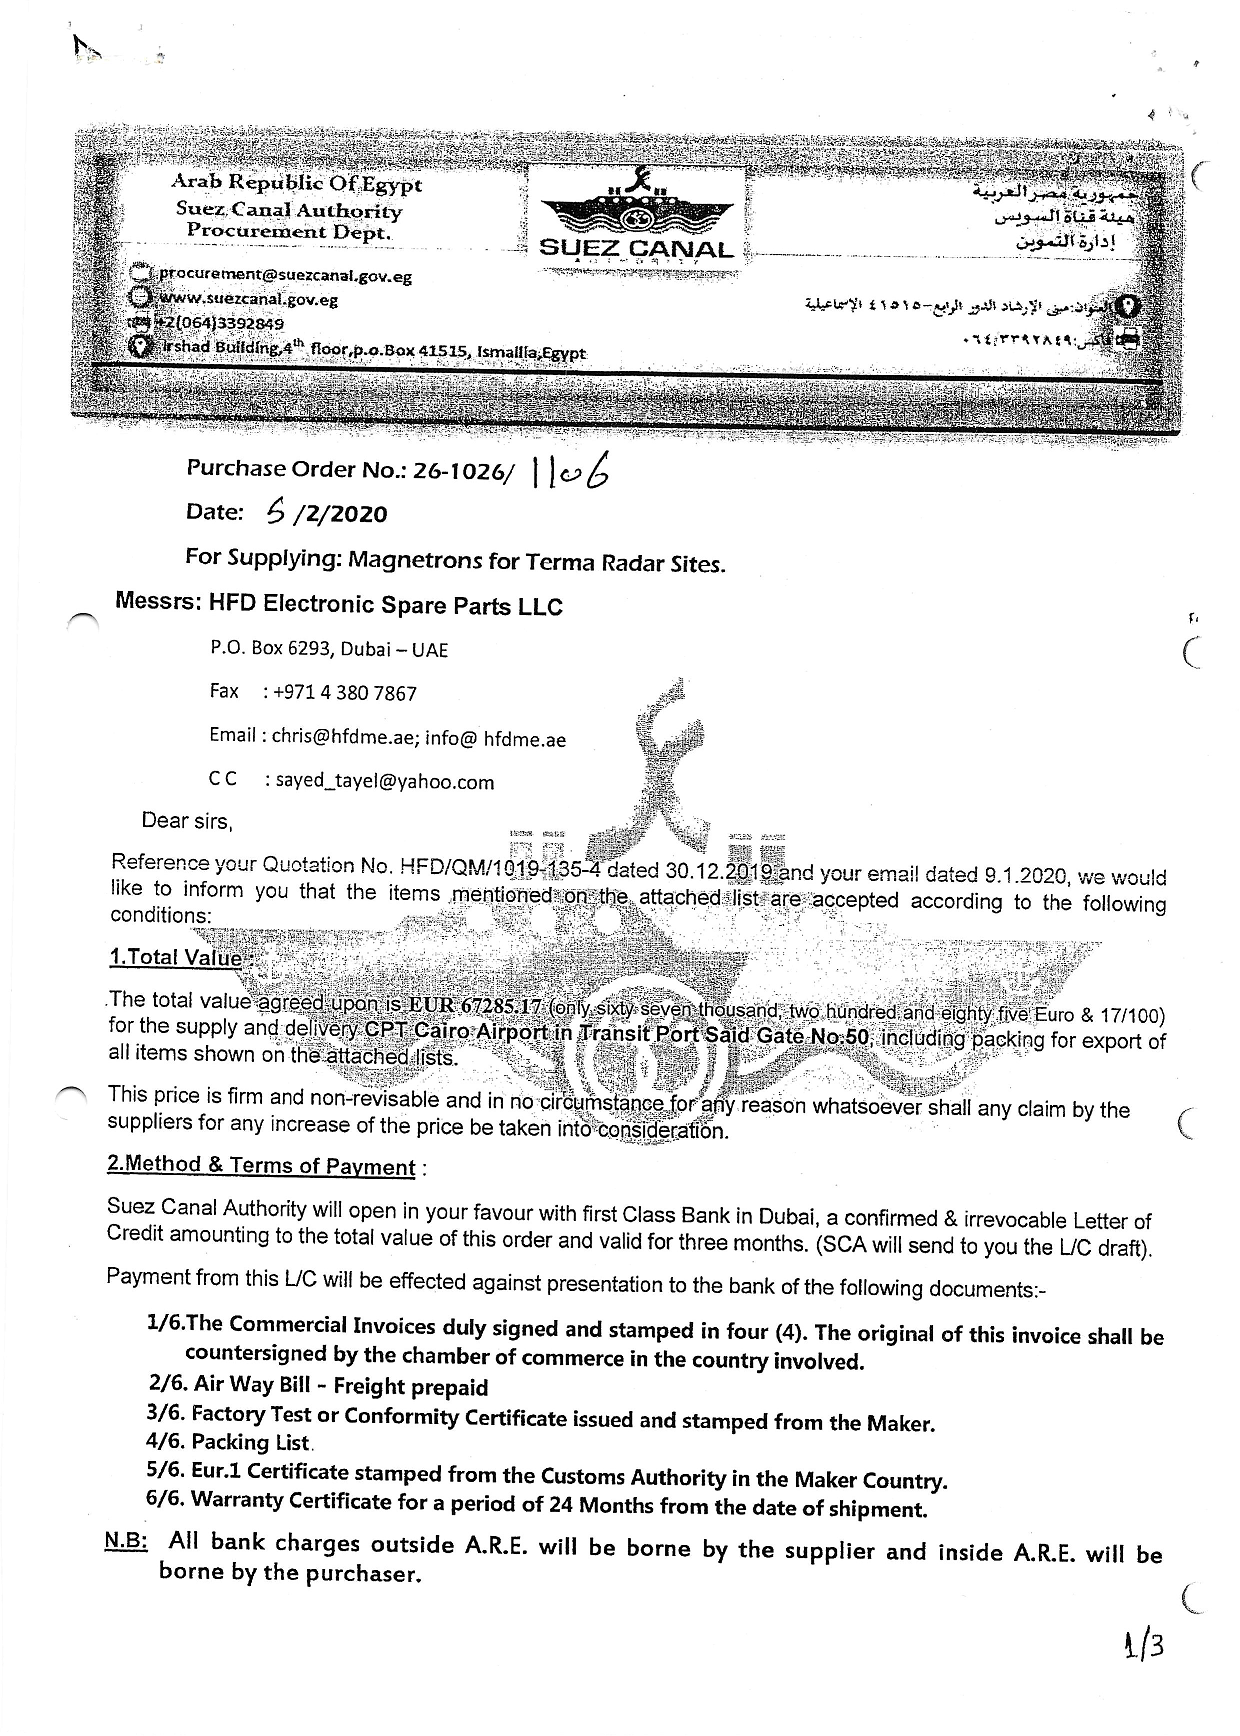 Arab Republic Of Egypt
Suez Canal Authority
Procurement Dept.
SUEZ CANAL
AUTHORITY
جمهورية مصر العربية
هيئة قناة السويس
إدارة التموين
procurement@suezcanal.gov.eg
www.suezcanal.gov.eg
+2(064)3392849
Irshad Building,4th floor,p.o.Box 41515, Ismailia,Egypt
العنوان: مبنى الإرشاد الدور الرابع-٤١٥١٥ الإسماعيلية
فاكس: ٠٦٤/٣٣٩٢٨٤٩
Purchase Order No.: 26-1026/ 1106
Date: 5 /2/2020
For Supplying: Magnetrons for Terma Radar Sites.
Messrs: HFD Electronic Spare Parts LLC
P.O. Box 6293, Dubai – UAE
Fax : +971 4 380 7867
Email : chris@hfdme.ae; info@ hfdme.ae
C C : sayed_tayel@yahoo.com
Dear sirs,
Reference your Quotation No. HFD/QM/1019-135-4 dated 30.12.2019 and your email dated 9.1.2020, we would
like to inform you that the items mentioned on the attached list are accepted according to the following
conditions:
1.Total Value :
.The total value agreed upon is EUR 67285.17 (only sixty seven thousand, two hundred and eighty five Euro & 17/100)
for the supply and delivery CPT Cairo Airport in Transit Port Said Gate No.50, including packing for export of
all items shown on the attached lists.
This price is firm and non-revisable and in no circumstance for any reason whatsoever shall any claim by the
suppliers for any increase of the price be taken into consideration.
2.Method & Terms of Payment :
Suez Canal Authority will open in your favour with first Class Bank in Dubai, a confirmed & irrevocable Letter of
Credit amounting to the total value of this order and valid for three months. (SCA will send to you the L/C draft).
Payment from this L/C will be effected against presentation to the bank of the following documents:-
1/6.The Commercial Invoices duly signed and stamped in four (4). The original of this invoice shall be
countersigned by the chamber of commerce in the country involved.
2/6. Air Way Bill - Freight prepaid
3/6. Factory Test or Conformity Certificate issued and stamped from the Maker.
4/6. Packing List.
5/6. Eur.1 Certificate stamped from the Customs Authority in the Maker Country.
6/6. Warranty Certificate for a period of 24 Months from the date of shipment.
N.B: All bank charges outside A.R.E. will be borne by the supplier and inside A.R.E. will be
borne by the purchaser.
1/3